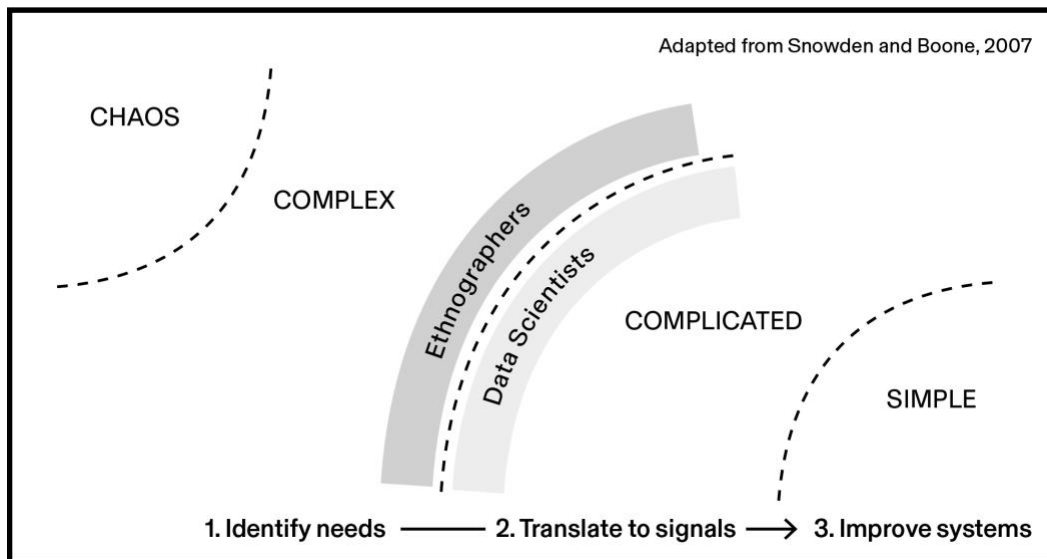 Adapted from Snowden and Boone, 2007
CHAOS
COMPLEX
Ethnographers
Data Scientists
COMPLICATED
SIMPLE
1. Identify needs 2. Translate to signals 3. Improve systems